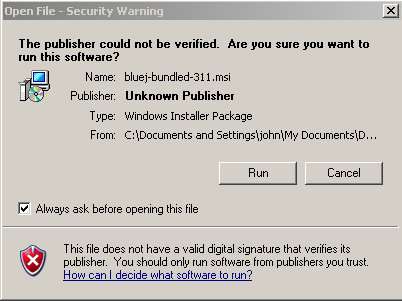 Open File - Security Warning
The publisher could not be verified.  Are you sure you want to
run this software?
Name: bluej-bundled-311.msi
Publisher: Unknown Publisher
Type: Windows Installer Package
From: C:\Documents and Settings\john\My Documents\D...
Run Cancel
Always ask before opening this file
This file does not have a valid digital signature that verifies its
publisher.  You should only run software from publishers you trust.
How can I decide what software to run?